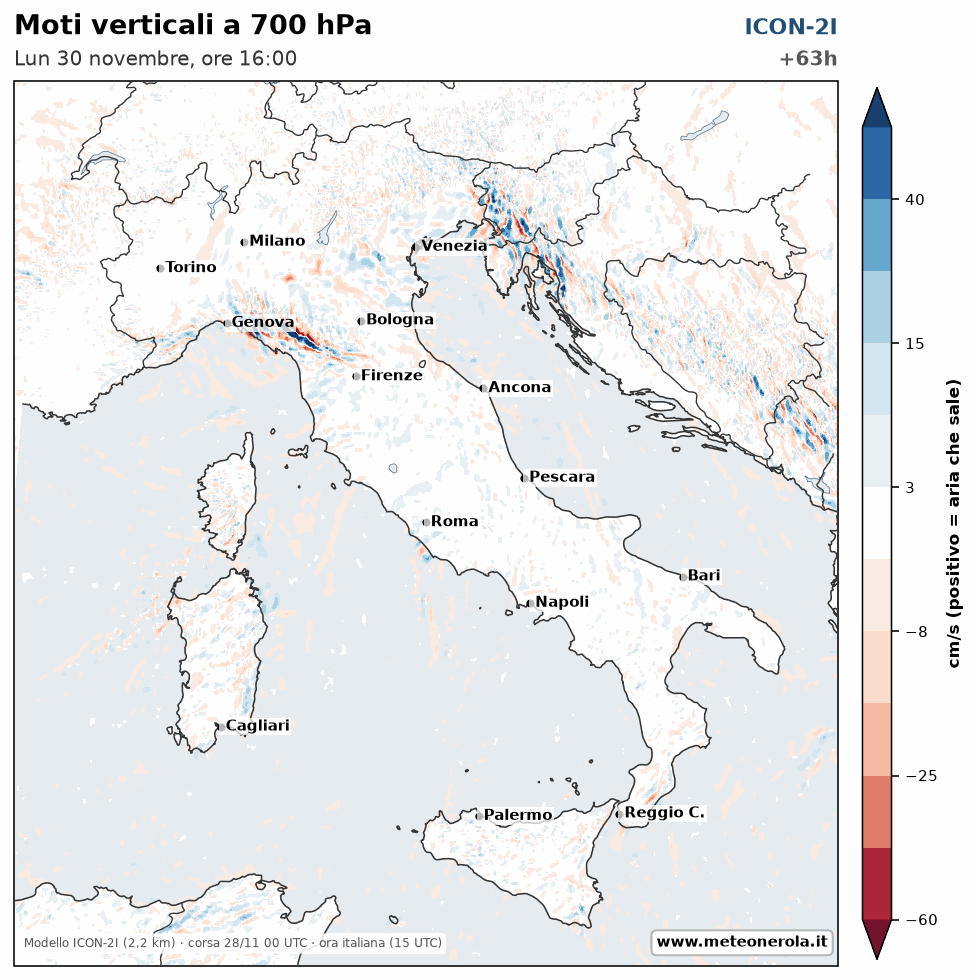 Moti verticali a 700 hPa
ICON-2I
Lun 30 novembre, ore 16:00
+63h
40
15
3
−8
−25
−60
cm/s (positivo = aria che sale)
Milano
Venezia
Torino
Genova
Bologna
Firenze
Ancona
Pescara
Roma
Bari
Napoli
Cagliari
Palermo
Reggio C.
Modello ICON-2I (2,2 km) · corsa 28/11 00 UTC · ora italiana (15 UTC)
www.meteonerola.it